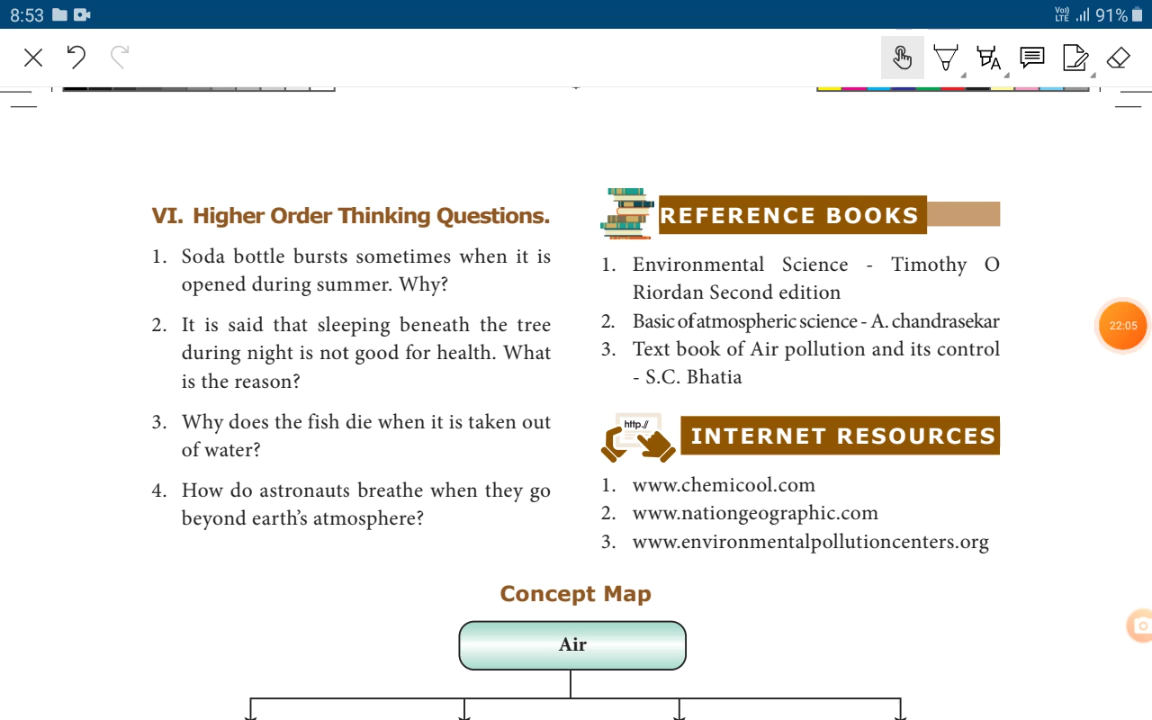 8:53
Vo)) LTE 91%
VI. Higher Order Thinking Questions.
1. Soda bottle bursts sometimes when it is
opened during summer. Why?
2. It is said that sleeping beneath the tree
during night is not good for health. What
is the reason?
3. Why does the fish die when it is taken out
of water?
4. How do astronauts breathe when they go
beyond earth's atmosphere?
REFERENCE BOOKS
1. Environmental Science - Timothy O
Riordan Second edition
2. Basic of atmospheric science - A. chandrasekar
3. Text book of Air pollution and its control
- S.C. Bhatia
22:05
http://
INTERNET RESOURCES
1. www.chemicool.com
2. www.nationgeographic.com
3. www.environmentalpollutioncenters.org
Concept Map
Air